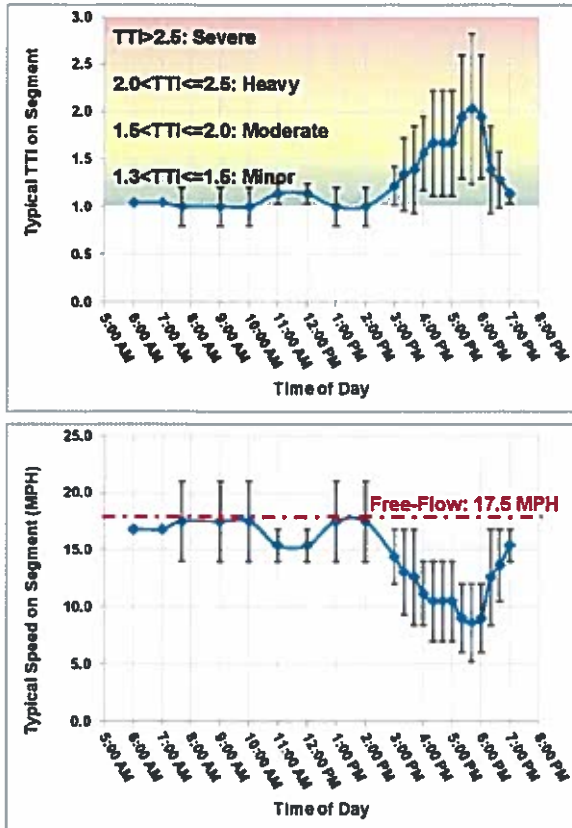 3.0
TTI>2.5: Severe
2.5
2.0<TTI<=2.5: Heavy
2.0
1.5<TTI<=2.0: Moderate
1.5
1.3<TTI<=1.5: Minor
1.0
0.5
0.0
Typical TTI on Segment
5:00 AM
6:00 AM
7:00 AM
8:00 AM
9:00 AM
10:00 AM
11:00 AM
12:00 PM
1:00 PM
2:00 PM
3:00 PM
4:00 PM
5:00 PM
6:00 PM
7:00 PM
8:00 PM
Time of Day
25.0
20.0
Free-Flow: 17.5 MPH
15.0
10.0
5.0
0.0
Typical Speed on Segment (MPH)
5:00 AM
6:00 AM
7:00 AM
8:00 AM
9:00 AM
10:00 AM
11:00 AM
12:00 PM
1:00 PM
2:00 PM
3:00 PM
4:00 PM
5:00 PM
6:00 PM
7:00 PM
8:00 PM
Time of Day